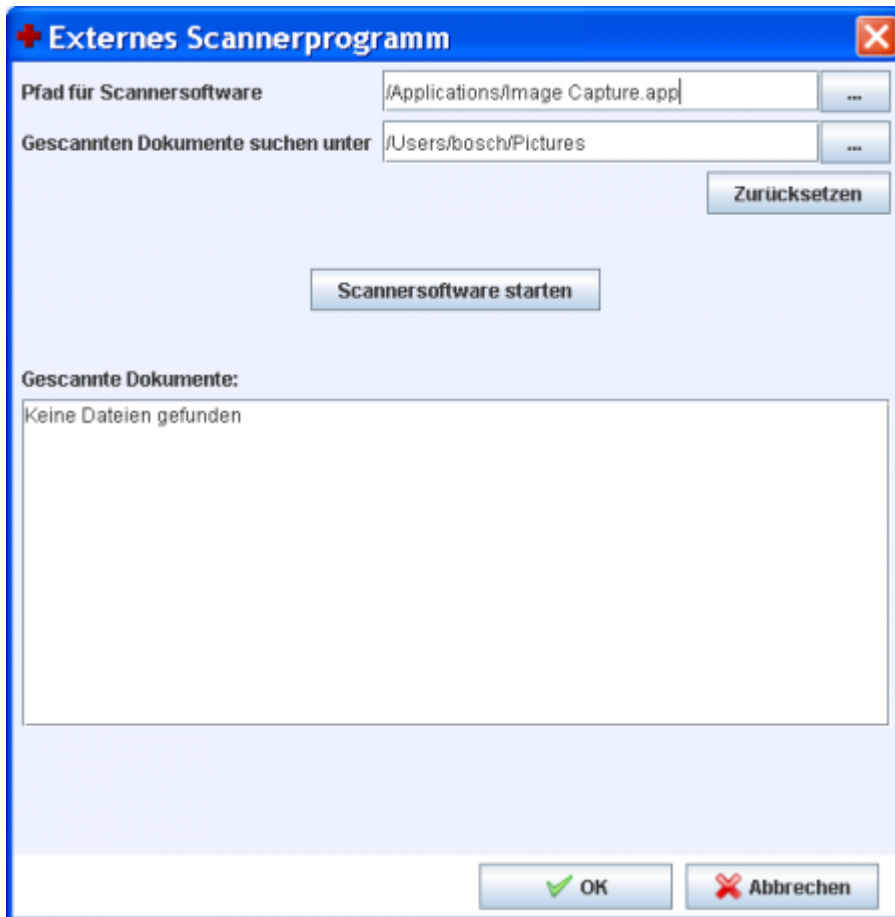 Externes Scannerprogramm
Pfad für Scannersoftware /Applications/Image Capture.app ...
Gescannten Dokumente suchen unter /Users/bosch/Pictures ...
Zurücksetzen
Scannersoftware starten
Gescannte Dokumente:
Keine Dateien gefunden
OK Abbrechen